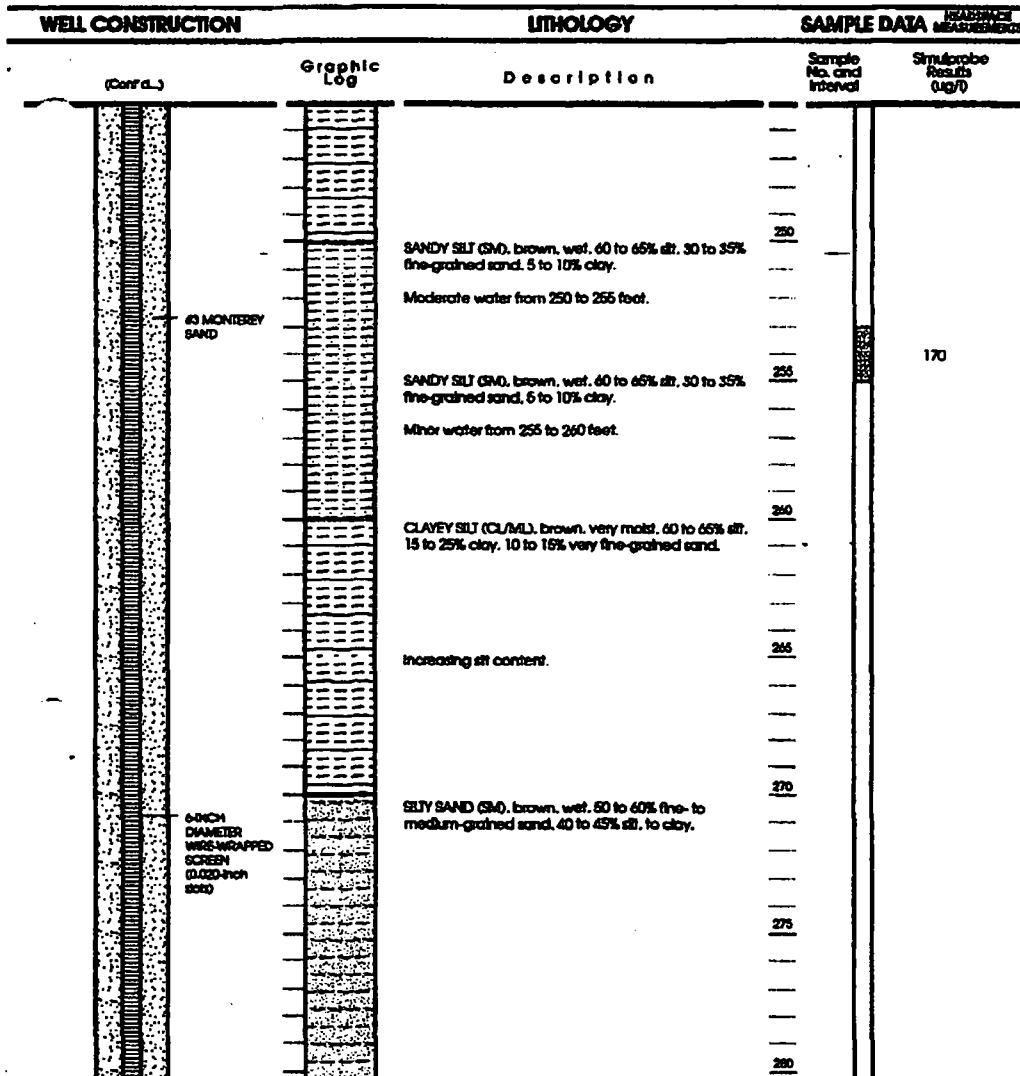 WELL CONSTRUCTION
LITHOLOGY
SAMPLE DATA
HEADSPACE
MEASUREMENTS
(Cont'd...)
Graphic
Log
Description
Sample
No. and
Interval
Simulprobe
Results
(ug/l)
250
SANDY SILT (SM), brown, wet, 60 to 65% silt, 30 to 35%
fine-grained sand, 5 to 10% clay.
Moderate water from 250 to 255 feet.
#3 MONTEREY
SAND
170
255
SANDY SILT (SM), brown, wet, 60 to 65% silt, 30 to 35%
fine-grained sand, 5 to 10% clay.
Minor water from 255 to 260 feet.
260
CLAYEY SILT (CL/ML), brown, very moist, 60 to 65% silt,
15 to 25% clay, 10 to 15% very fine-grained sand.
265
Increasing silt content.
270
SILTY SAND (SM), brown, wet, 50 to 60% fine- to
medium-grained sand, 40 to 45% silt, to clay.
6-INCH
DIAMETER
WIRE-WRAPPED
SCREEN
(0.020-inch
slots)
275
280